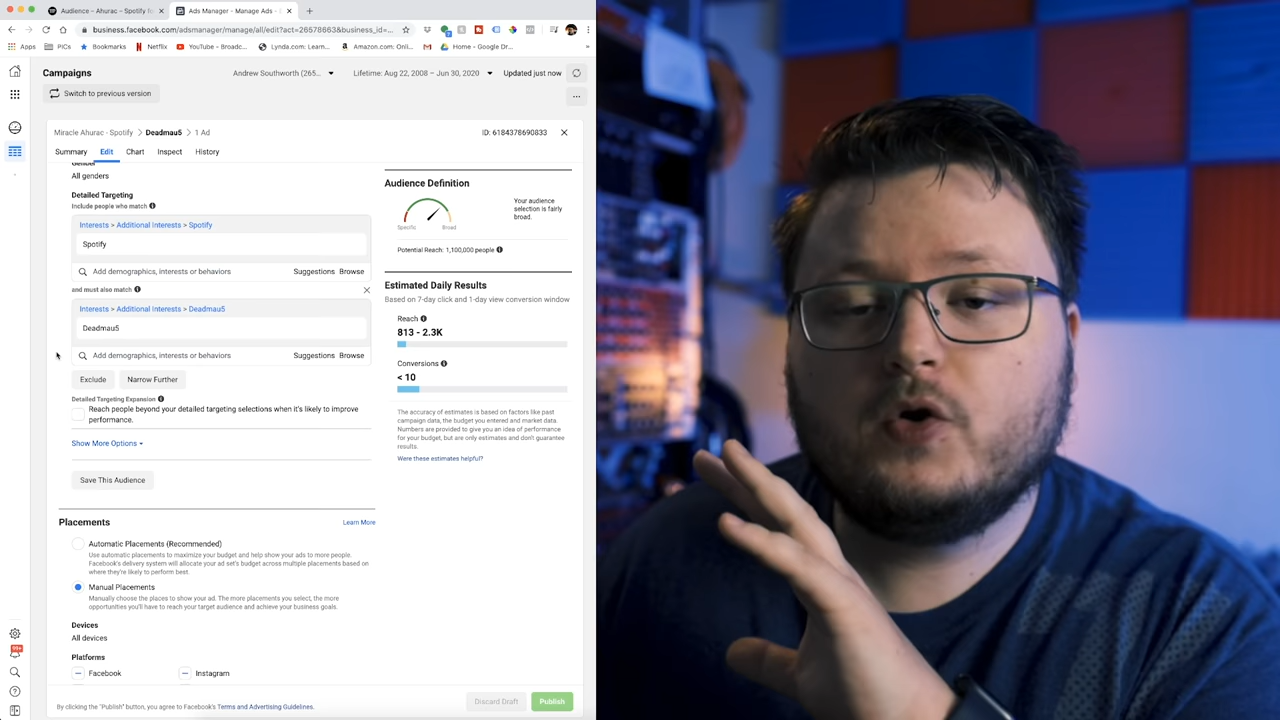 Audience – Ahurac – Spotify fo
Ads Manager - Manage Ads -
business.facebook.com/adsmanager/manage/all/edit?act=26578663&business_id=...
Apps
PICs
Bookmarks
Netflix
YouTube - Broadc...
Lynda.com: Learn...
Amazon.com: Onli...
Home - Google Dr...
Campaigns
Andrew Southworth (265...
Lifetime: Aug 22, 2008 – Jun 30, 2020
Updated just now
Switch to previous version
Miracie Ahurac - Spotify
Deadmau5
1 Ad
ID: 6184378690833
Summary
Edit
Chart
Inspect
History
Gender
All genders
Detailed Targeting
Include people who match
Interests > Additional Interests > Spotify
Spotify
Add demographics, interests or behaviors
Suggestions
Browse
and must also match
Interests > Additional Interests > Deadmau5
Deadmau5
Add demographics, interests or behaviors
Suggestions
Browse
Exclude
Narrow Further
Detailed Targeting Expansion
Reach people beyond your detailed targeting selections when it's likely to improve
performance.
Show More Options
Save This Audience
Audience Definition
Your audience
selection is fairly
broad.
Specific
Broad
Potential Reach: 1,100,000 people
Estimated Daily Results
Based on 7-day click and 1-day view conversion window
Reach
813 - 2.3K
Conversions
< 10
The accuracy of estimates is based on factors like past
campaign data, the budget you entered and market data.
Numbers are provided to give you an idea of performance
for your budget, but are only estimates and don't guarantee
results.
Were these estimates helpful?
Placements
Learn More
Automatic Placements (Recommended)
Use automatic placements to maximize your budget and help show your ads to more people.
Facebook's delivery system will allocate your ad set's budget across multiple placements based on
where they're likely to perform best.
Manual Placements
Manually choose the places to show your ad. The more placements you select, the more
opportunities you'll have to reach your target audience and achieve your business goals.
Devices
All devices
Platforms
Facebook
Instagram
99+
By clicking the "Publish" button, you agree to Facebook's Terms and Advertising Guidelines.
Discard Draft
Publish